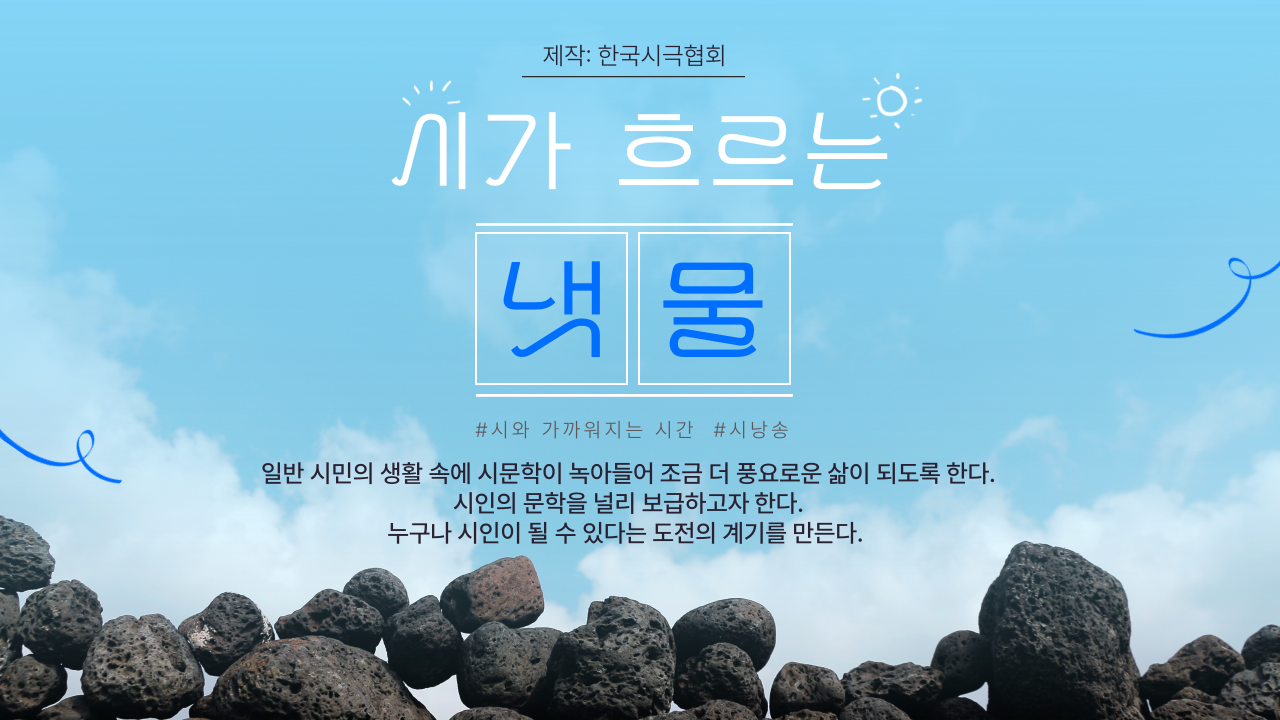 제작: 한국시극협회
시가 흐르는
냇물
#시와 가까워지는 시간 #시낭송
일반 시민의 생활 속에 시문학이 녹아들어 조금 더 풍요로운 삶이 되도록 한다.
시인의 문학을 널리 보급하고자 한다.
누구나 시인이 될 수 있다는 도전의 계기를 만든다.